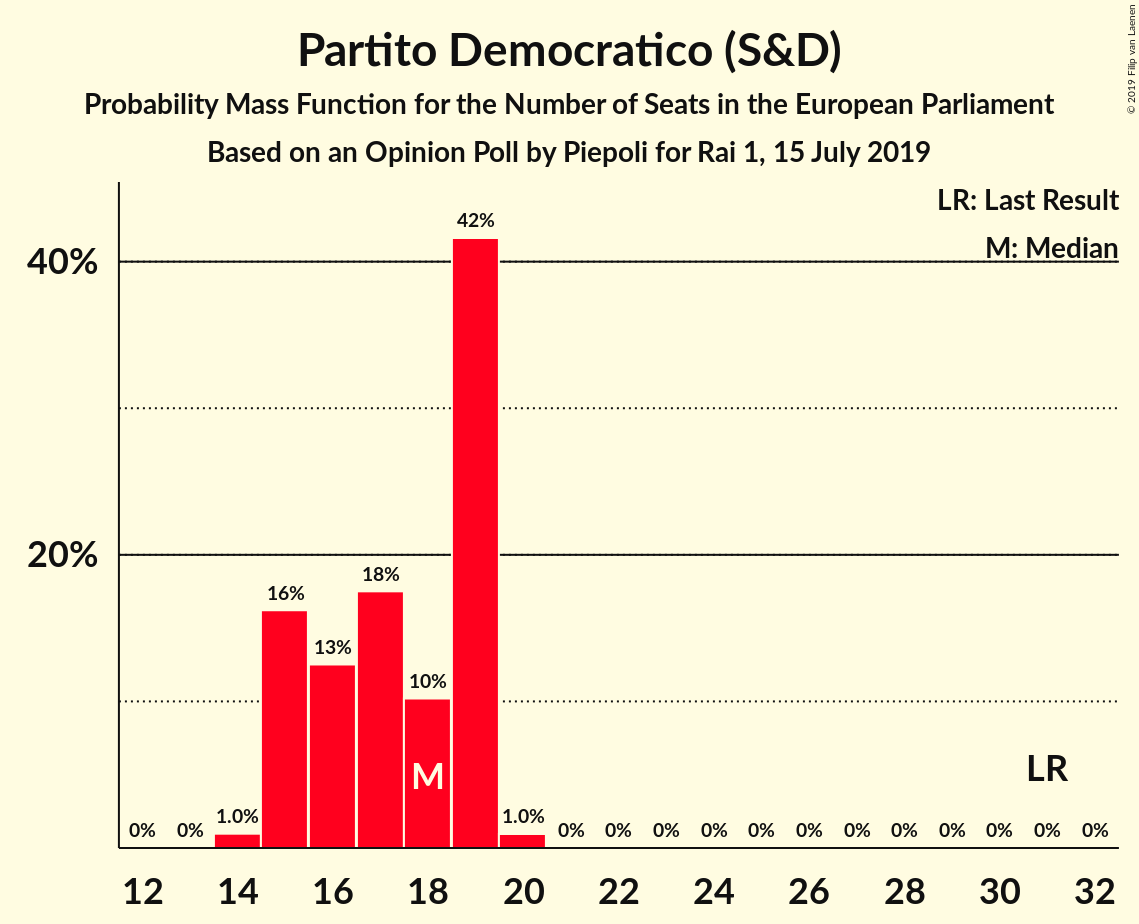 Partito Democratico (S&D)
Probability Mass Function for the Number of Seats in the European Parliament
Based on an Opinion Poll by Piepoli for Rai 1, 15 July 2019
© 2019 Filip van Laenen
LR: Last Result
M: Median
40%
20%
0% 0% 1.0% 16% 13% 18% 10% 42% 1.0% 0% 0% 0% 0% 0% 0% 0% 0% 0% 0% 0% 0%
M
LR
12 14 16 18 20 22 24 26 28 30 32